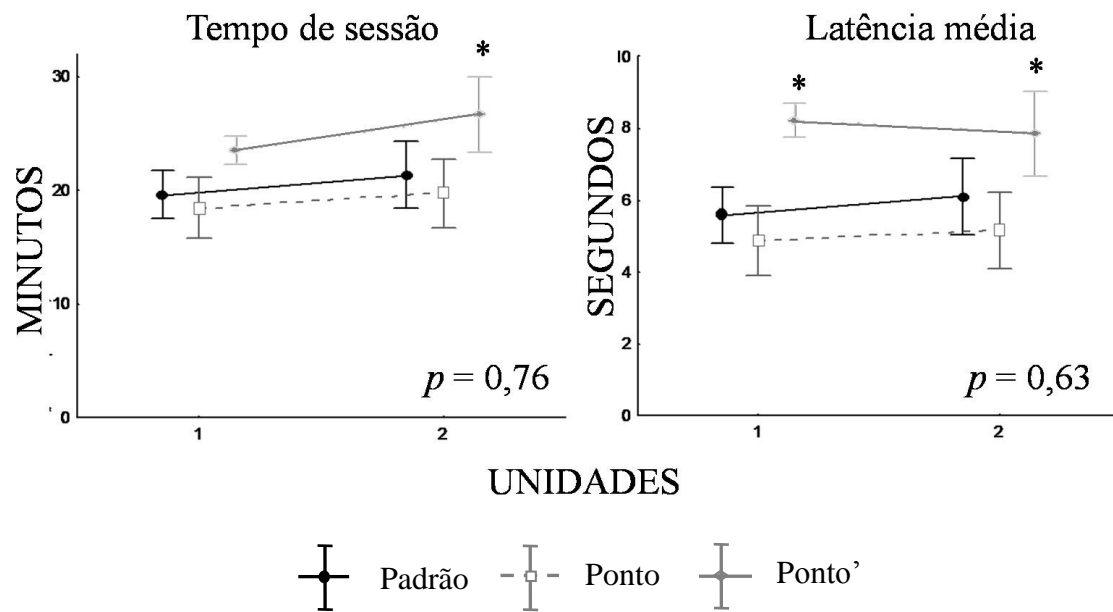 Tempo de sessão
*
30
20
10
0
MINUTOS
p = 0,76
1 2
Latência média
* *
10
8
6
4
2
0
SEGUNDOS
p = 0,63
1 2
UNIDADES
Padrão Ponto Ponto’